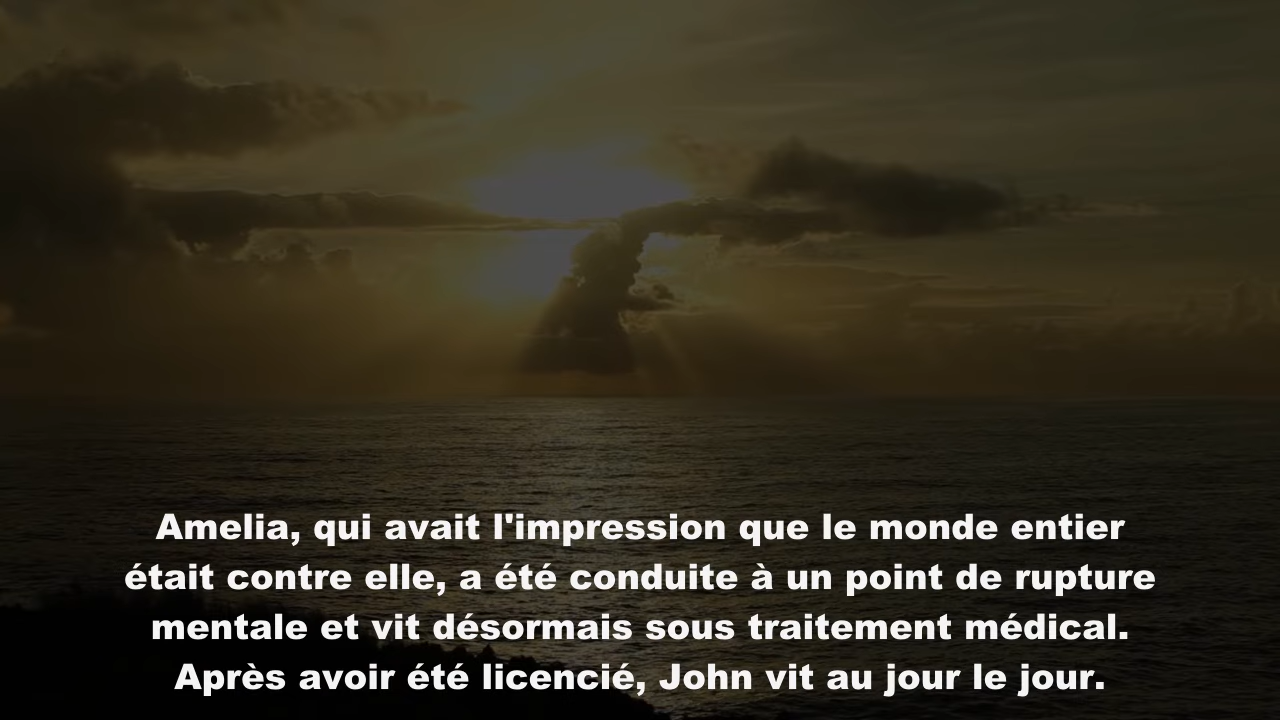 Amelia, qui avait l'impression que le monde entier
était contre elle, a été conduite à un point de rupture
mentale et vit désormais sous traitement médical.
Après avoir été licencié, John vit au jour le jour.